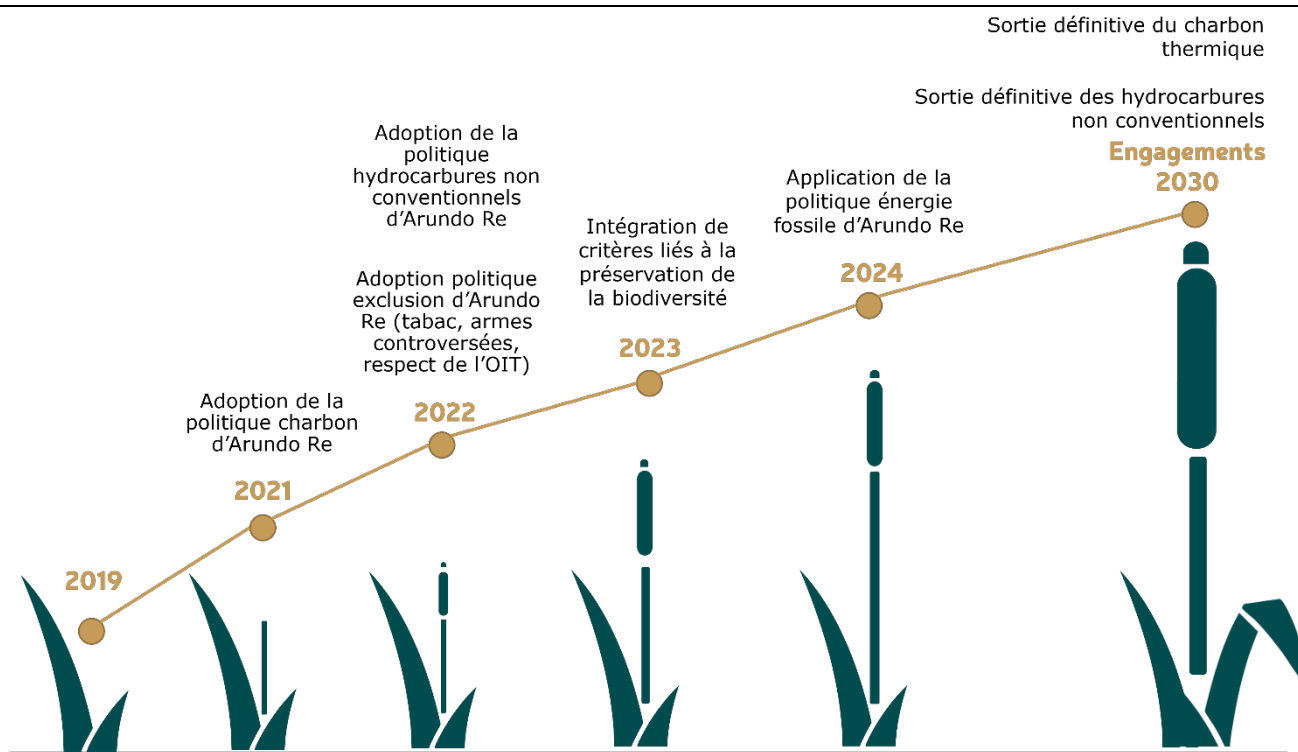 2019
Adoption de la
politique charbon
d’Arundo Re
2021
Adoption de la
politique
hydrocarbures non
conventionnels
d’Arundo Re
Adoption politique
exclusion d’Arundo
Re (tabac, armes
controversées,
respect de l’OIT)
2022
Intégration de
critères liés à la
préservation de
la biodiversité
2023
Application de la
politique énergie
fossile d’Arundo Re
2024
Sortie définitive du charbon
thermique
Sortie définitive des hydrocarbures
non conventionnels
Engagements
2030